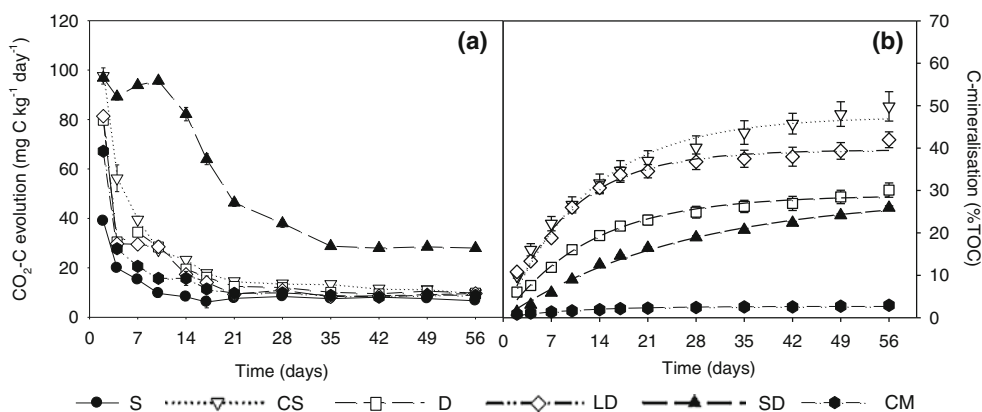 (a)
(b)
CO₂-C evolution (mg C kg⁻¹ day⁻¹)
120
100
80
60
40
20
0
70
60
50
40
30
20
10
0
C-mineralisation (%TOC)
0 7 14 21 28 35 42 49 56
0 7 14 21 28 35 42 49 56
Time (days)
Time (days)
S CS D LD SD CM